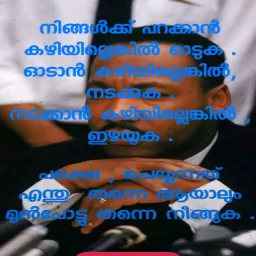 നിങ്ങൾക്ക് പറക്കാൻ
കഴിയില്ലെങ്കിൽ ഓടുക .
ഓടാൻ കഴിയില്ലെങ്കിൽ,
നടക്കുക .
നടക്കാൻ കഴിയില്ലെങ്കിൽ ,
ഇഴയുക .
പക്ഷെ , ചെയ്യുന്നത്
എന്തു തന്നെ ആയാലും
മുൻപോട്ടു തന്നെ നീങ്ങുക .